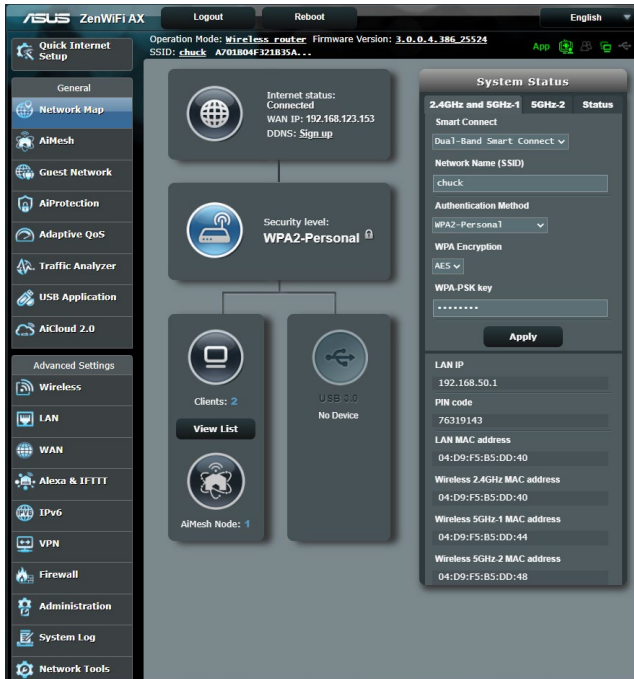 ASUS ZenWiFi AX
Logout
Reboot
English
Quick Internet
Setup
Operation Mode: Wireless router Firmware Version: 3.0.0.4.386_25524
SSID: chuck A701B04F321B35A...
App
General
Network Map
AiMesh
Guest Network
AiProtection
Adaptive QoS
Traffic Analyzer
USB Application
AiCloud 2.0
Advanced Settings
Wireless
LAN
WAN
Alexa & IFTTT
IPv6
VPN
Firewall
Administration
System Log
Network Tools
Internet status:
Connected
WAN IP: 192.168.123.153
DDNS: Sign up
Security level:
WPA2-Personal
Clients: 2
View List
AiMesh Node: 1
USB 3.0
No Device
System Status
2.4GHz and 5GHz-1 5GHz-2 Status
Smart Connect
Dual-Band Smart Connect
Network Name (SSID)
chuck
Authentication Method
WPA2-Personal
WPA Encryption
AES
WPA-PSK key
········
Apply
LAN IP
192.168.50.1
PIN code
76319143
LAN MAC address
04:D9:F5:B5:DD:40
Wireless 2.4GHz MAC address
04:D9:F5:B5:DD:40
Wireless 5GHz-1 MAC address
04:D9:F5:B5:DD:44
Wireless 5GHz-2 MAC address
04:D9:F5:B5:DD:48